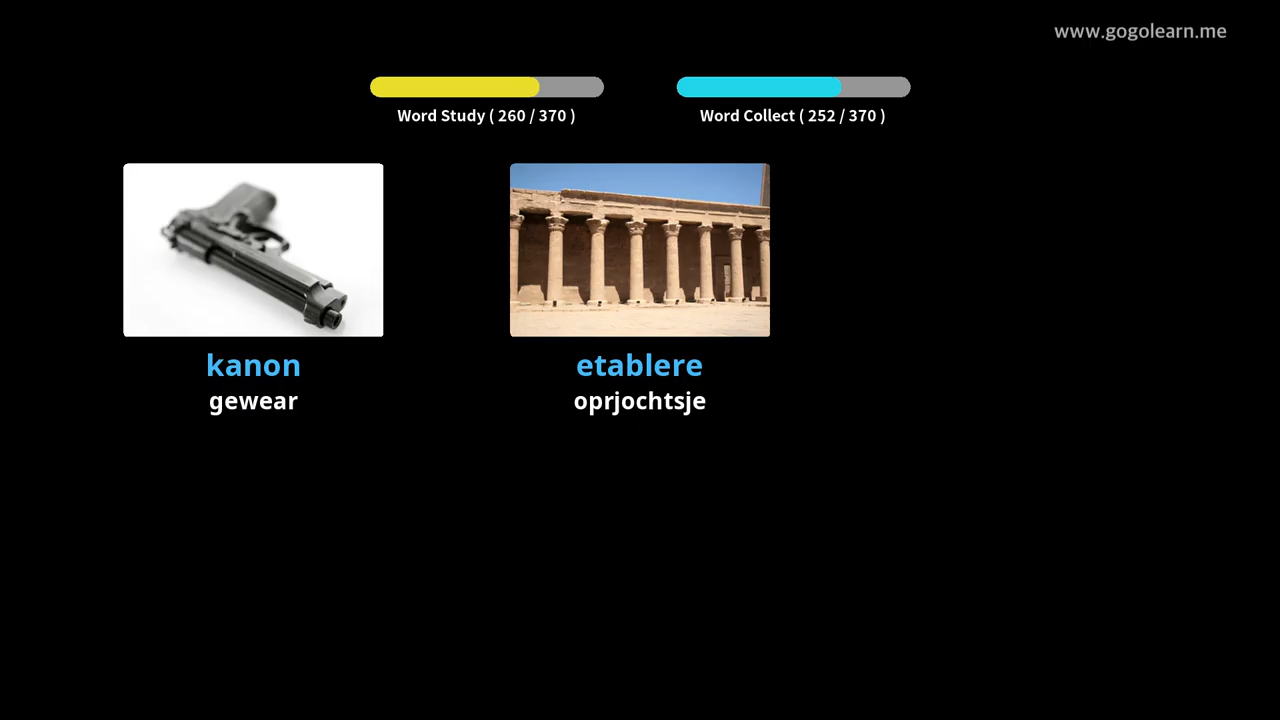 www.gogolearn.me
Word Study ( 260 / 370 )
Word Collect ( 252 / 370 )
kanon
gewear
etablere
oprjochtsje